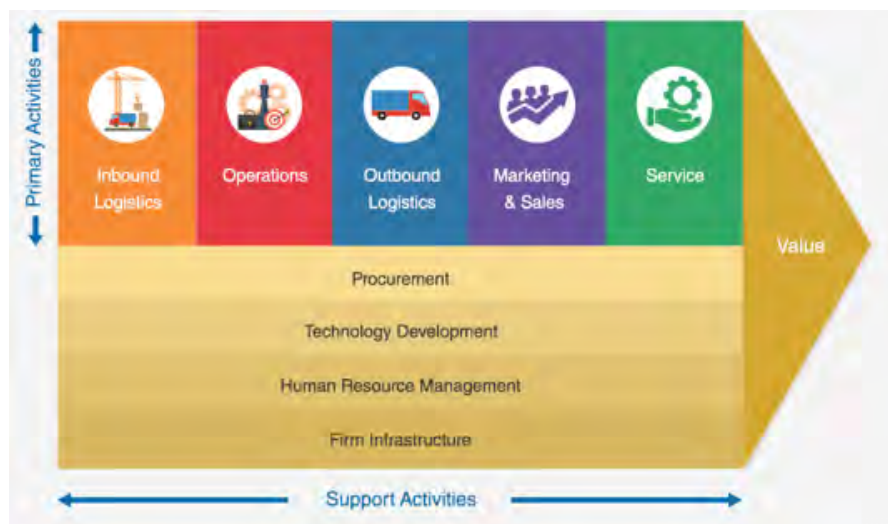 Primary Activities
Inbound
Logistics
Operations
Outbound
Logistics
Marketing
& Sales
Service
Value
Procurement
Technology Development
Human Resource Management
Firm Infrastructure
Support Activities